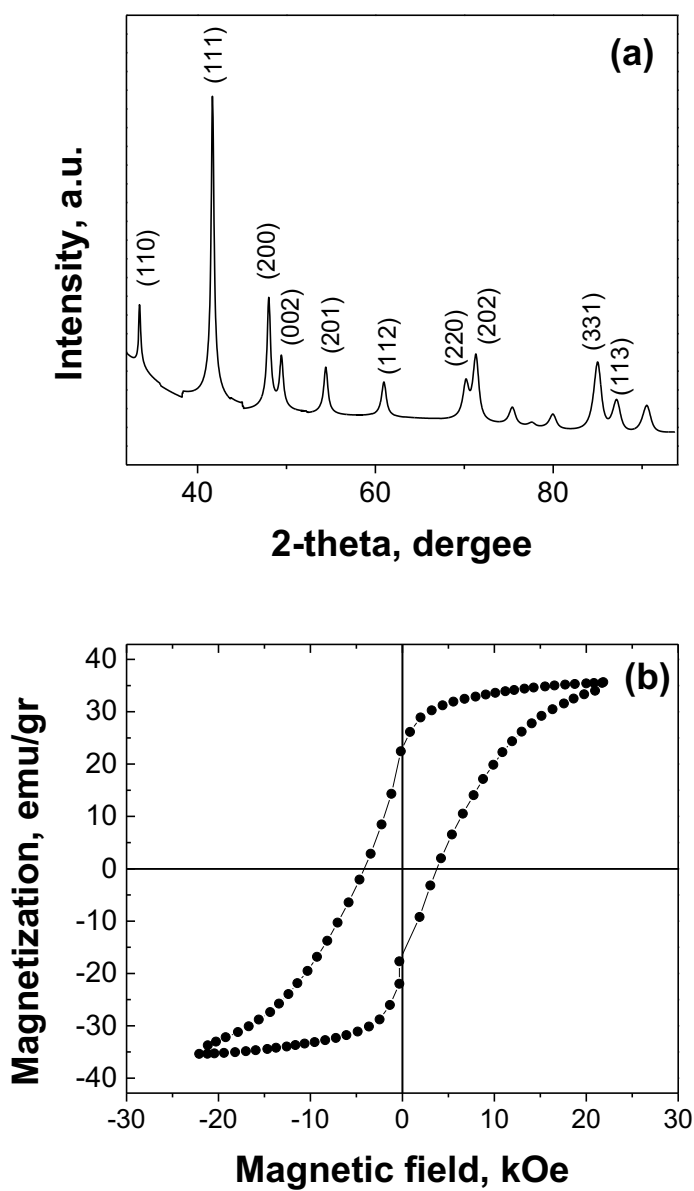 (a)
Intensity, a.u.
(110)
(111)
(200)
(002)
(201)
(112)
(220)
(202)
(331)
(113)
40 60 80
2-theta, dergee
(b)
Magnetization, emu/gr
40
30
20
10
0
-10
-20
-30
-40
-30 -20 -10 0 10 20 30
Magnetic field, kOe